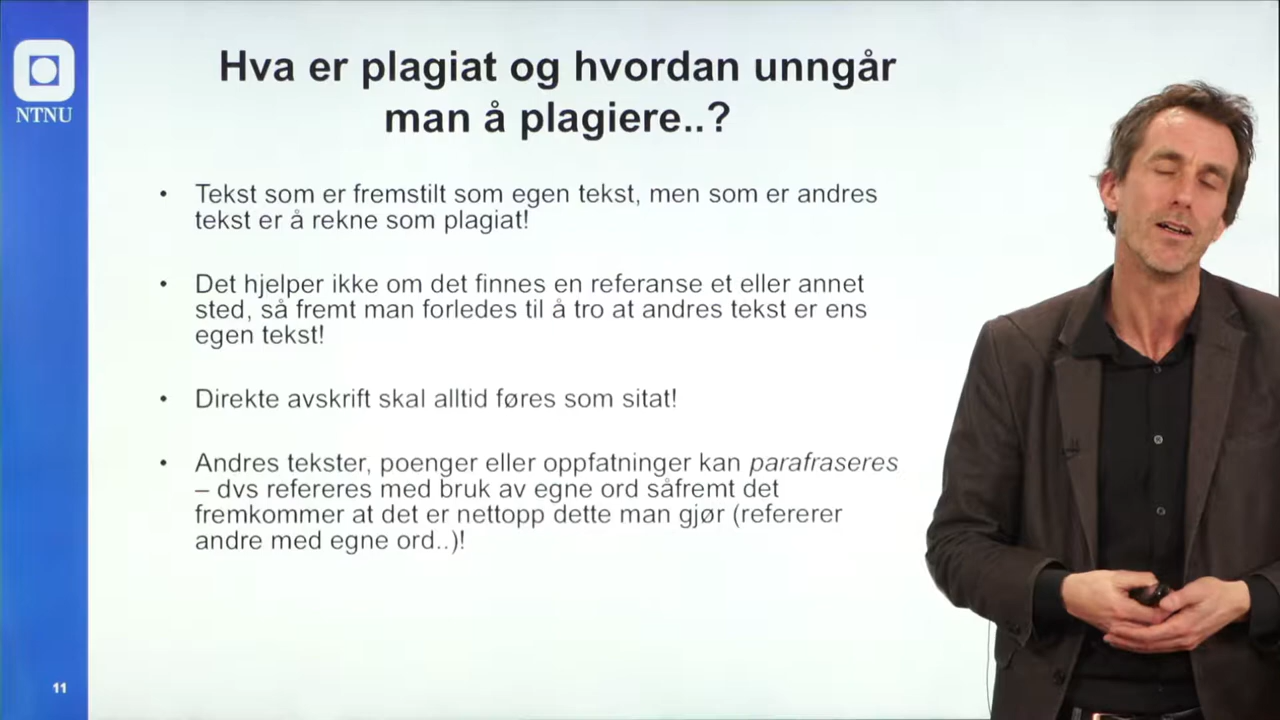 NTNU
Hva er plagiat og hvordan unngår
man å plagiere..?
• Tekst som er fremstilt som egen tekst, men som er andres
tekst er å rekne som plagiat!
• Det hjelper ikke om det finnes en referanse et eller annet
sted, så fremt man forledes til å tro at andres tekst er ens
egen tekst!
• Direkte avskrift skal alltid føres som sitat!
• Andres tekster, poenger eller oppfatninger kan parafraseres
– dvs refereres med bruk av egne ord såfremt det
fremkommer at det er nettopp dette man gjør (refererer
andre med egne ord..)!
11